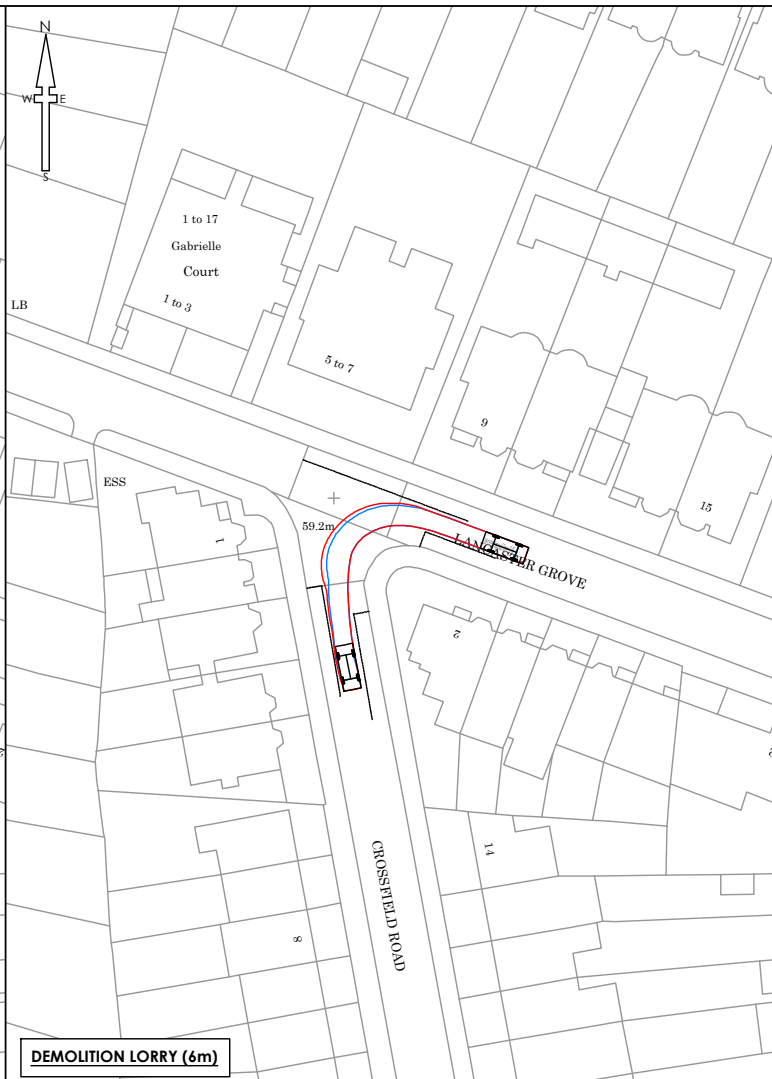 N
W E
S
1 to 17
Gabrielle
Court
1 to 3
LB
5 to 7
9
15
ESS
1
59.2m
LANCASTER GROVE
2
CROSSFIELD ROAD
14
8
DEMOLITION LORRY (6m)